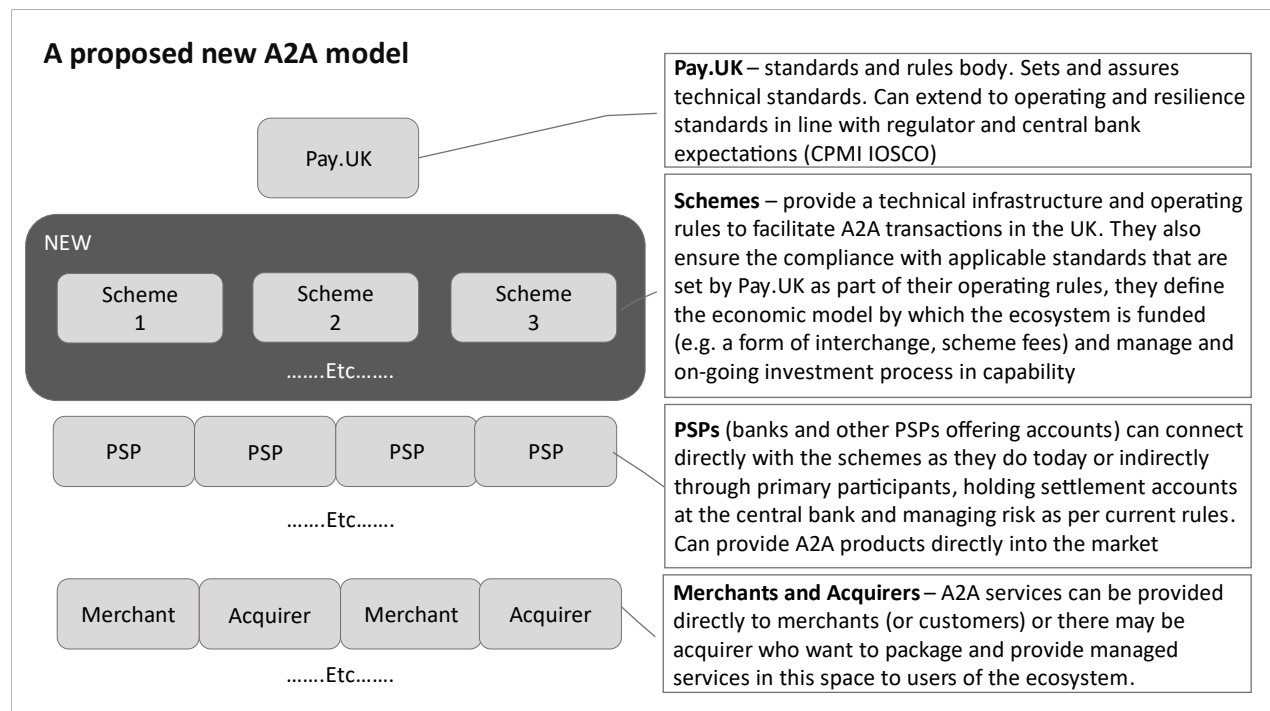 A proposed new A2A model
Pay.UK
Pay.UK – standards and rules body. Sets and assures
technical standards. Can extend to operating and resilience
standards in line with regulator and central bank
expectations (CPMI IOSCO)
NEW
Scheme
1
Scheme
2
Scheme
3
.......Etc.......
Schemes – provide a technical infrastructure and operating
rules to facilitate A2A transactions in the UK. They also
ensure the compliance with applicable standards that are
set by Pay.UK as part of their operating rules, they define
the economic model by which the ecosystem is funded
(e.g. a form of interchange, scheme fees) and manage and
on-going investment process in capability
PSP
PSP
PSP
PSP
.......Etc.......
PSPs (banks and other PSPs offering accounts) can connect
directly with the schemes as they do today or indirectly
through primary participants, holding settlement accounts
at the central bank and managing risk as per current rules.
Can provide A2A products directly into the market
Merchant
Acquirer
Merchant
Acquirer
.......Etc.......
Merchants and Acquirers – A2A services can be provided
directly to merchants (or customers) or there may be
acquirer who want to package and provide managed
services in this space to users of the ecosystem.